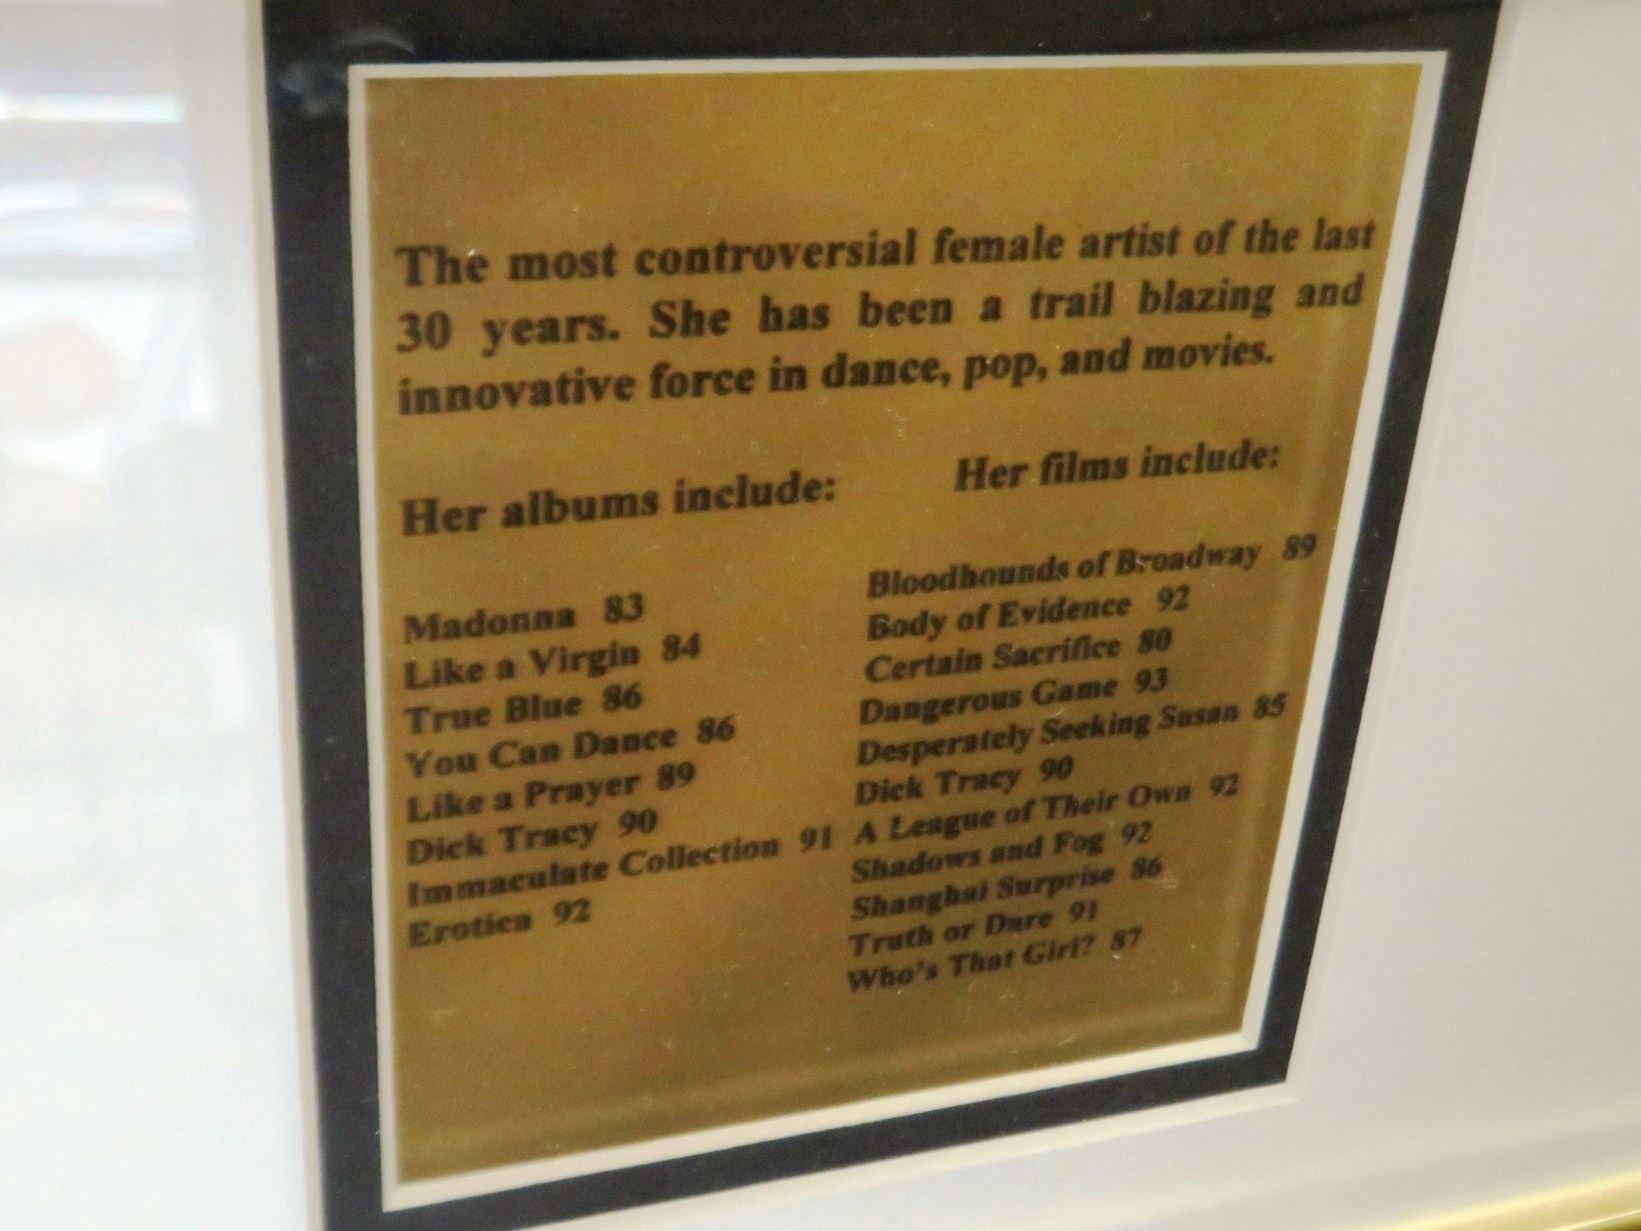 The most controversial female artist of the last
30 years. She has been a trail blazing and
innovative force in dance, pop, and movies.
Her albums include:
Madonna 83
Like a Virgin 84
True Blue 86
You Can Dance 86
Like a Prayer 89
Dick Tracy 90
Immaculate Collection 91
Erotica 92
Her films include:
Bloodhounds of Broadway 89
Body of Evidence 92
Certain Sacrifice 80
Dangerous Game 93
Desperately Seeking Susan 85
Dick Tracy 90
A League of Their Own 92
Shadows and Fog 92
Shanghai Surprise 86
Truth or Dare 91
Who's That Girl? 87